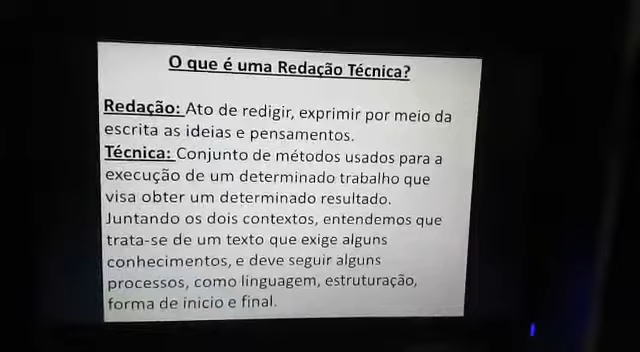 O que é uma Redação Técnica?
Redação: Ato de redigir, exprimir por meio da
escrita as ideias e pensamentos.
Técnica: Conjunto de métodos usados para a
execução de um determinado trabalho que
visa obter um determinado resultado.
Juntando os dois contextos, entendemos que
trata-se de um texto que exige alguns
conhecimentos, e deve seguir alguns
processos, como linguagem, estruturação,
forma de inicio e final.